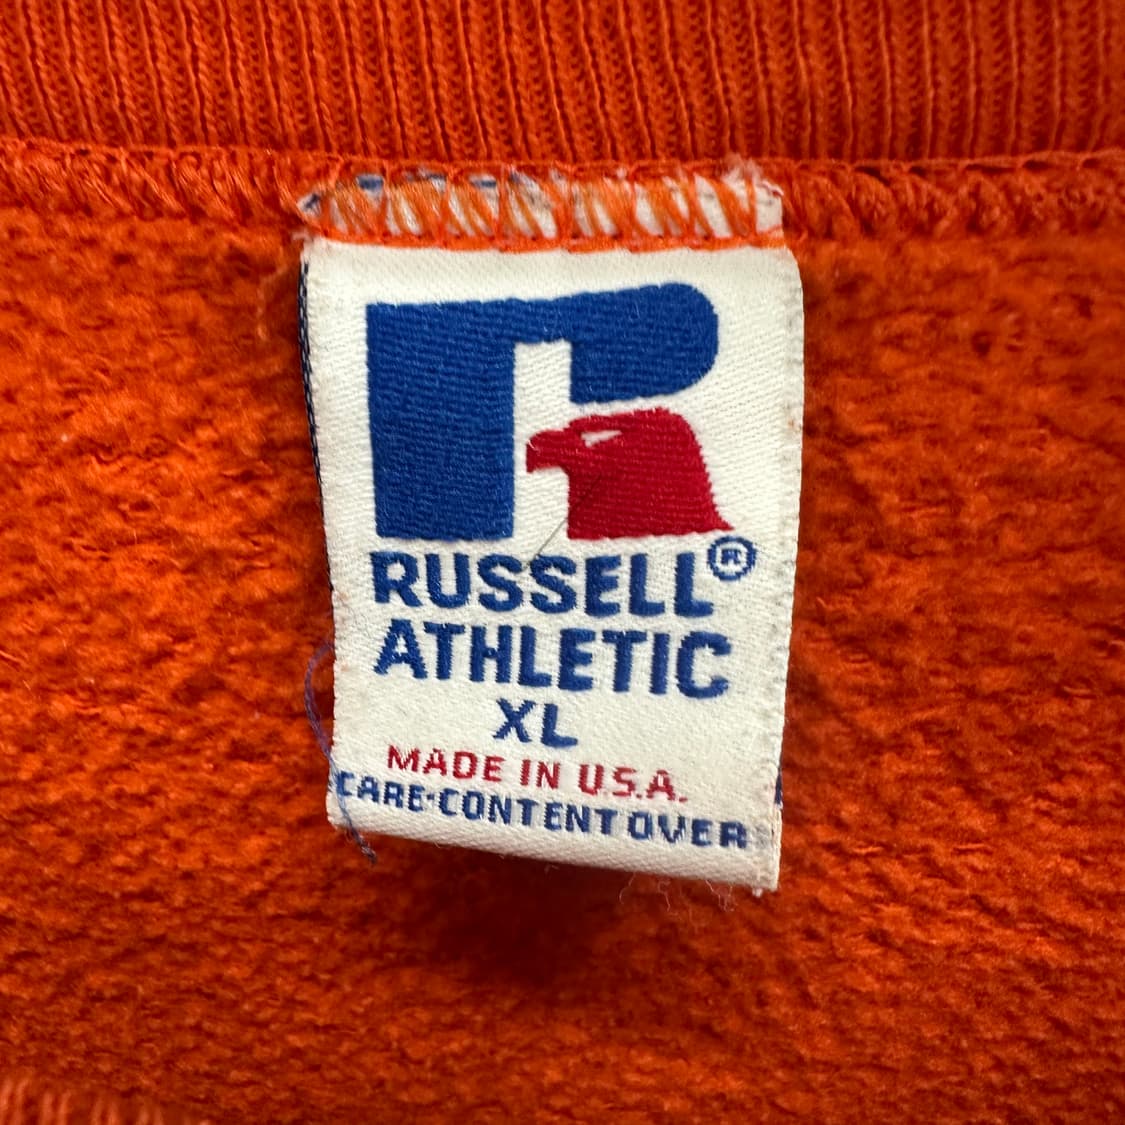 RUSSELL®
ATHLETIC
XL
MADE IN U.S.A.
CARE·CONTENT OVER